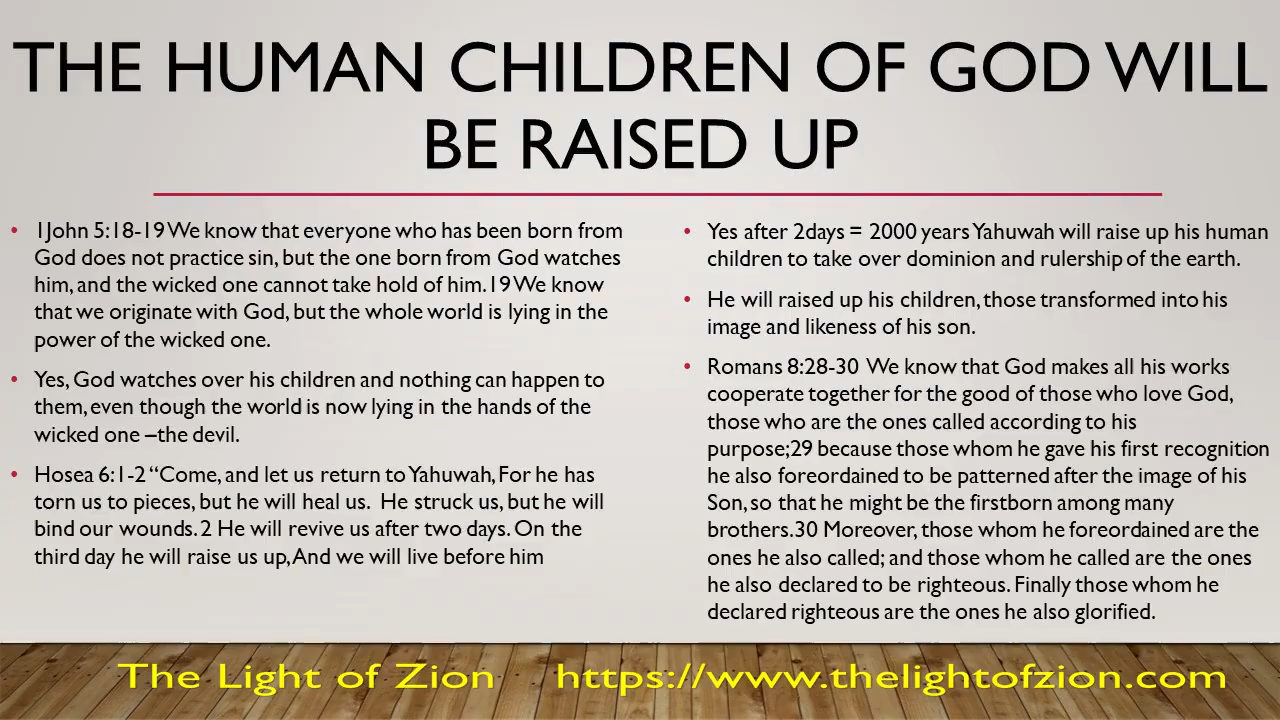 THE HUMAN CHILDREN OF GOD WILL
BE RAISED UP
• 1John 5:18-19 We know that everyone who has been born from
God does not practice sin, but the one born from God watches
him, and the wicked one cannot take hold of him.19 We know
that we originate with God, but the whole world is lying in the
power of the wicked one.
• Yes, God watches over his children and nothing can happen to
them, even though the world is now lying in the hands of the
wicked one –the devil.
• Hosea 6:1-2 “Come, and let us return to Yahuwah, For he has
torn us to pieces, but he will heal us.  He struck us, but he will
bind our wounds. 2 He will revive us after two days. On the
third day he will raise us up, And we will live before him
• Yes after 2days = 2000 years Yahuwah will raise up his human
children to take over dominion and rulership of the earth.
• He will raised up his children, those transformed into his
image and likeness of his son.
• Romans 8:28-30  We know that God makes all his works
cooperate together for the good of those who love God,
those who are the ones called according to his
purpose;29 because those whom he gave his first recognition
he also foreordained to be patterned after the image of his
Son, so that he might be the firstborn among many
brothers.30 Moreover, those whom he foreordained are the
ones he also called; and those whom he called are the ones
he also declared to be righteous. Finally those whom he
declared righteous are the ones he also glorified.
The Light of Zion    https://www.thelightofzion.com